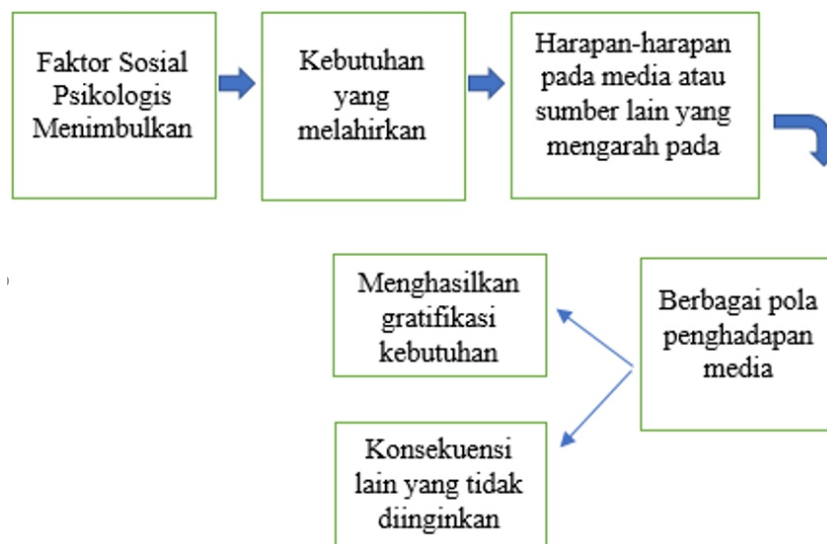 Faktor Sosial
Psikologis
Menimbulkan
Kebutuhan
yang
melahirkan
Harapan-harapan
pada media atau
sumber lain yang
mengarah pada
Menghasilkan
gratifikasi
kebutuhan
Berbagai pola
penghadapan
media
Konsekuensi
lain yang tidak
diinginkan